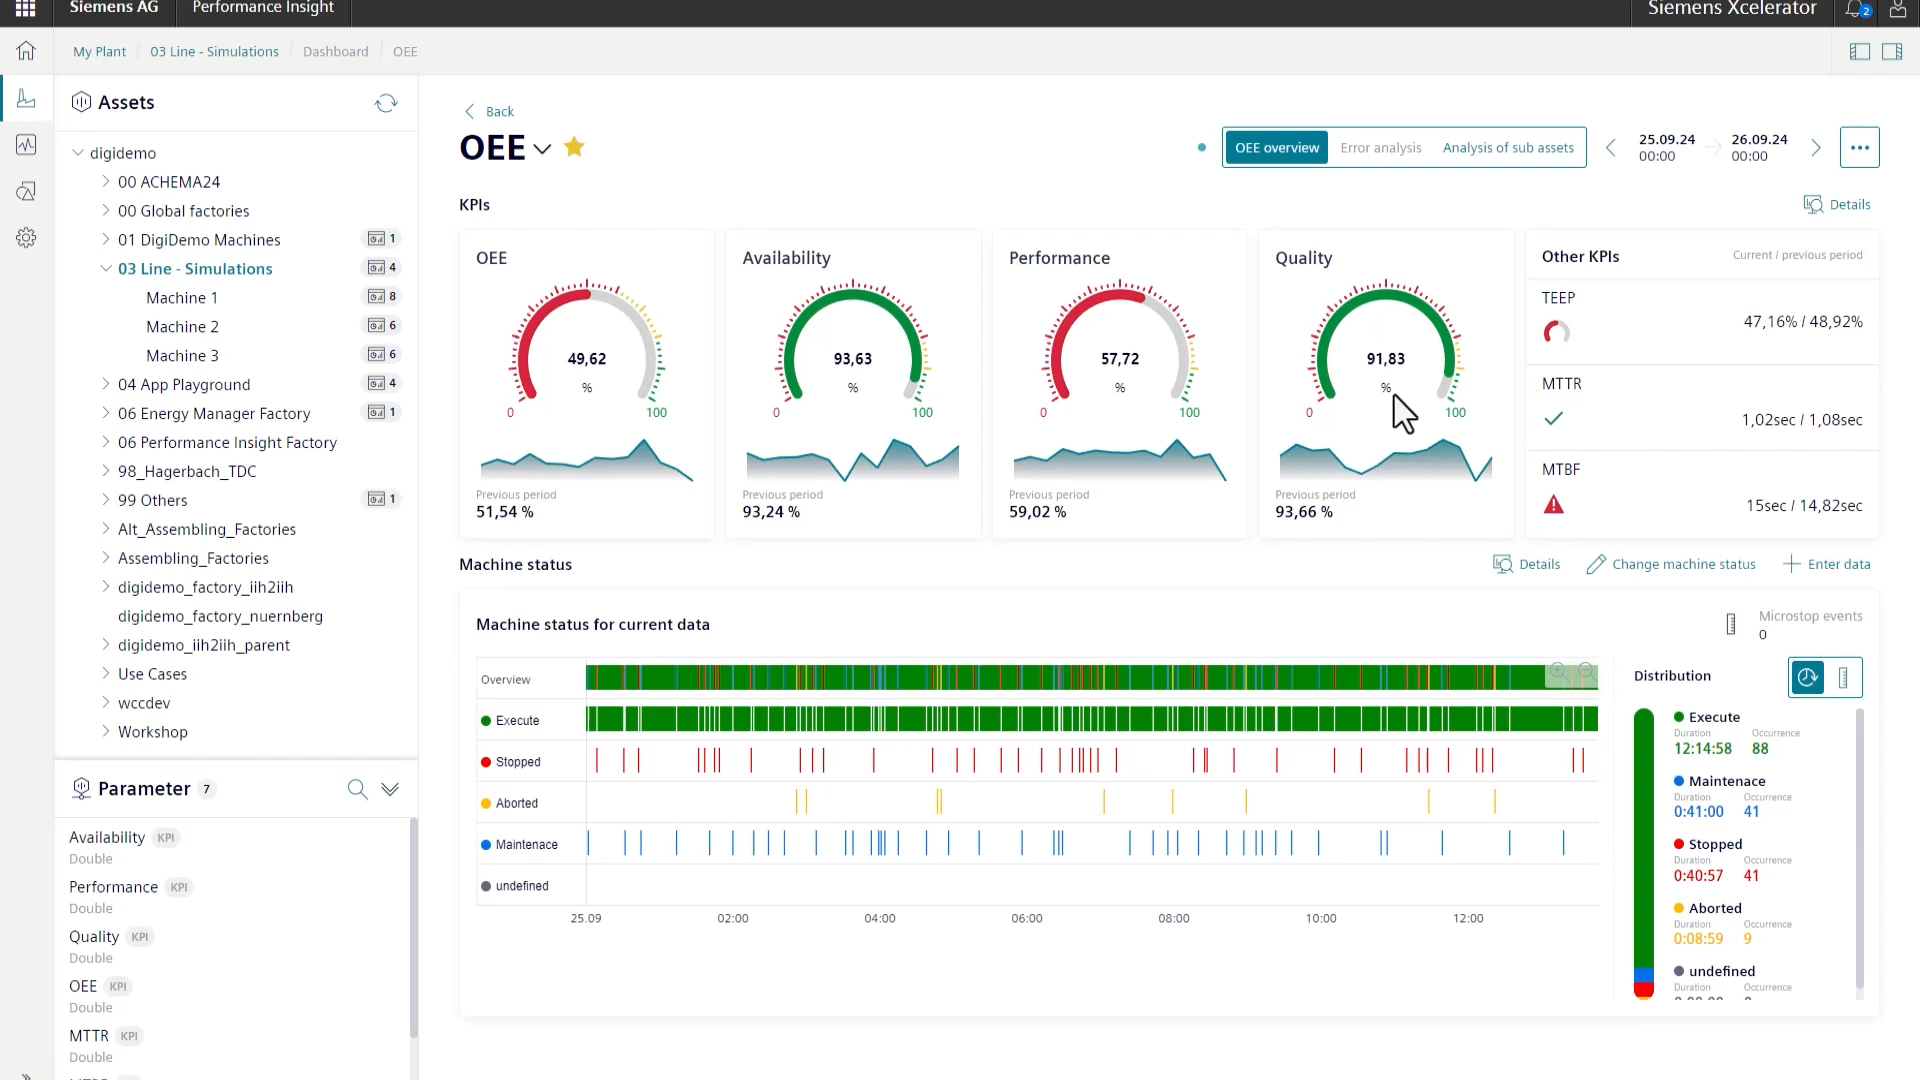 Siemens AG
Performance Insight
Siemens Xcelerator
2
My Plant
03 Line - Simulations
Dashboard
OEE
Assets
digidemo
00 ACHEMA24
00 Global factories
01 DigiDemo Machines
1
03 Line - Simulations
4
Machine 1
8
Machine 2
6
Machine 3
6
04 App Playground
4
06 Energy Manager Factory
1
06 Performance Insight Factory
98_Hagerbach_TDC
99 Others
1
Alt_Assembling_Factories
Assembling_Factories
digidemo_factory_iih2iih
digidemo_factory_nuernberg
digidemo_iih2iih_parent
Use Cases
wccdev
Workshop
Parameter 7
Availability KPI
Double
Performance KPI
Double
Quality KPI
Double
OEE KPI
Double
MTTR KPI
Double
Back
OEE
OEE overview
Error analysis
Analysis of sub assets
25.09.24
00:00
26.09.24
00:00
KPIs
Details
OEE
49,62
%
0
100
Previous period
51,54 %
Availability
93,63
%
0
100
Previous period
93,24 %
Performance
57,72
%
0
100
Previous period
59,02 %
Quality
91,83
%
0
100
Previous period
93,66 %
Other KPIs
Current / previous period
TEEP
47,16% / 48,92%
MTTR
1,02sec / 1,08sec
MTBF
15sec / 14,82sec
Machine status
Details
Change machine status
Enter data
Machine status for current data
Microstop events
0
Overview
Execute
Stopped
Aborted
Maintenace
undefined
25.09
02:00
04:00
06:00
08:00
10:00
12:00
Distribution
Execute
Duration
Occurrence
12:14:58
88
Maintenace
Duration
Occurrence
0:41:00
41
Stopped
Duration
Occurrence
0:40:57
41
Aborted
Duration
Occurrence
0:08:59
9
undefined
Duration
Occurrence